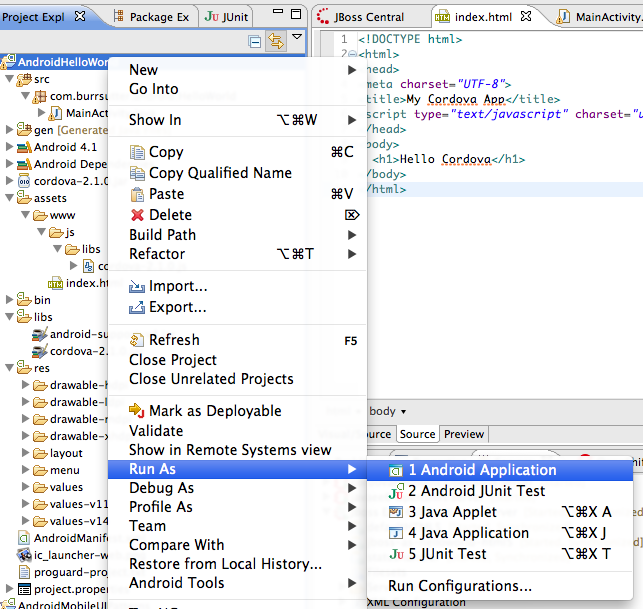 Project Expl
Package Ex
JUnit
JBoss Central
index.html
MainActivity.
AndroidHelloWor
src
com.burrsu
MainActi
gen [Generate
Android 4.1
Android Depe
cordova-2.1.0
assets
www
js
libs
index.ht
bin
libs
android-su
cordova-2.
res
drawable-
drawable-
drawable-
drawable-x
layout
menu
values
values-v11
values-v14
AndroidManife
ic_launcher-w
proguard-proj
project.proper
AndroidMobileUI
New
Go Into
Show In ⌥⌘W
Copy ⌘C
Copy Qualified Name
Paste ⌘V
Delete ⌦
Build Path
Refactor ⌥⌘T
Import...
Export...
Refresh F5
Close Project
Close Unrelated Projects
Mark as Deployable
Validate
Show in Remote Systems view
Run As
Debug As
Profile As
Team
Compare With
Restore from Local History...
Android Tools
1 <!DOCTYPE html>
2 <html>
head>
meta charset="UTF-8">
title>My Cordova App</title>
script type="text/javascript" charset="u
/head>
body>
<h1>Hello Cordova</h1>
/body>
/html>
body
ource
Source
Preview
1 Android Application
2 Android JUnit Test
3 Java Applet ⌥⌘X A
4 Java Application ⌥⌘X J
5 JUnit Test ⌥⌘X T
Run Configurations...
XML Configuration